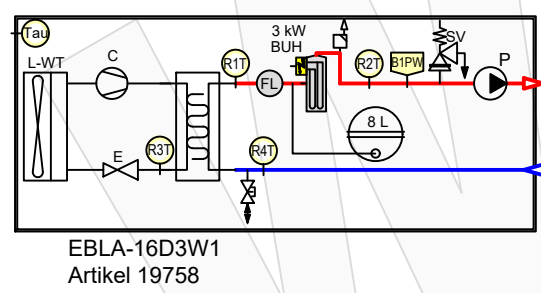 Tau
3 kW
BUH
SV
L-WT
C
R1T
R2T
B1PW
P
FL
8 L
E
R3T
R4T
EBLA-16D3W1
Artikel 19758